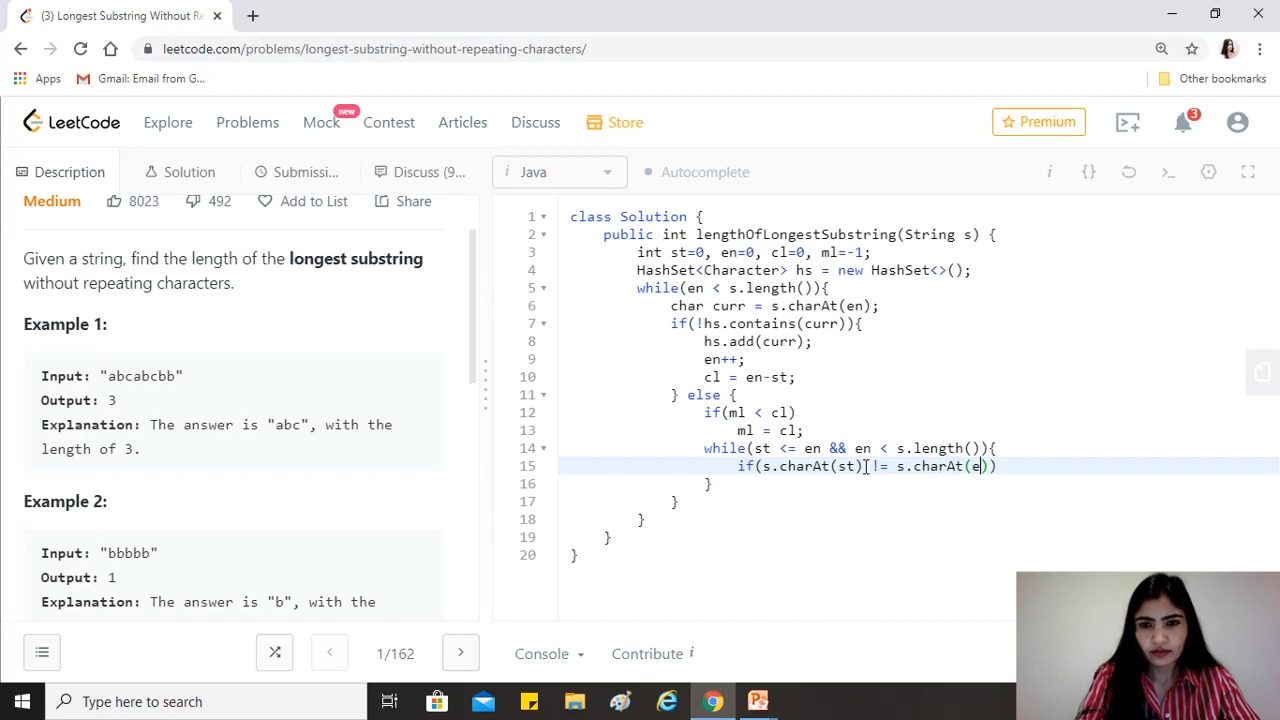 (3) Longest Substring Without Re
leetcode.com/problems/longest-substring-without-repeating-characters/
Apps Gmail: Email from G... Other bookmarks
LeetCode Explore Problems Mock new Contest Articles Discuss Store Premium 3
Description Solution Submissi... Discuss (9... i Java Autocomplete i {}
Medium 8023 492 Add to List Share
Given a string, find the length of the longest substring
without repeating characters.
Example 1:
Input: "abcabcbb"
Output: 3
Explanation: The answer is "abc", with the
length of 3.
Example 2:
Input: "bbbbb"
Output: 1
Explanation: The answer is "b", with the
1 class Solution {
2 public int lengthOfLongestSubstring(String s) {
3 int st=0, en=0, cl=0, ml=-1;
4 HashSet<Character> hs = new HashSet<>();
5 while(en < s.length()){
6 char curr = s.charAt(en);
7 if(!hs.contains(curr)){
8 hs.add(curr);
9 en++;
10 cl = en-st;
11 } else {
12 if(ml < cl)
13 ml = cl;
14 while(st <= en && en < s.length()){
15 if(s.charAt(st) != s.charAt(e))
16 }
17 }
18 }
19 }
20 }
1/162 Console Contribute i
Type here to search